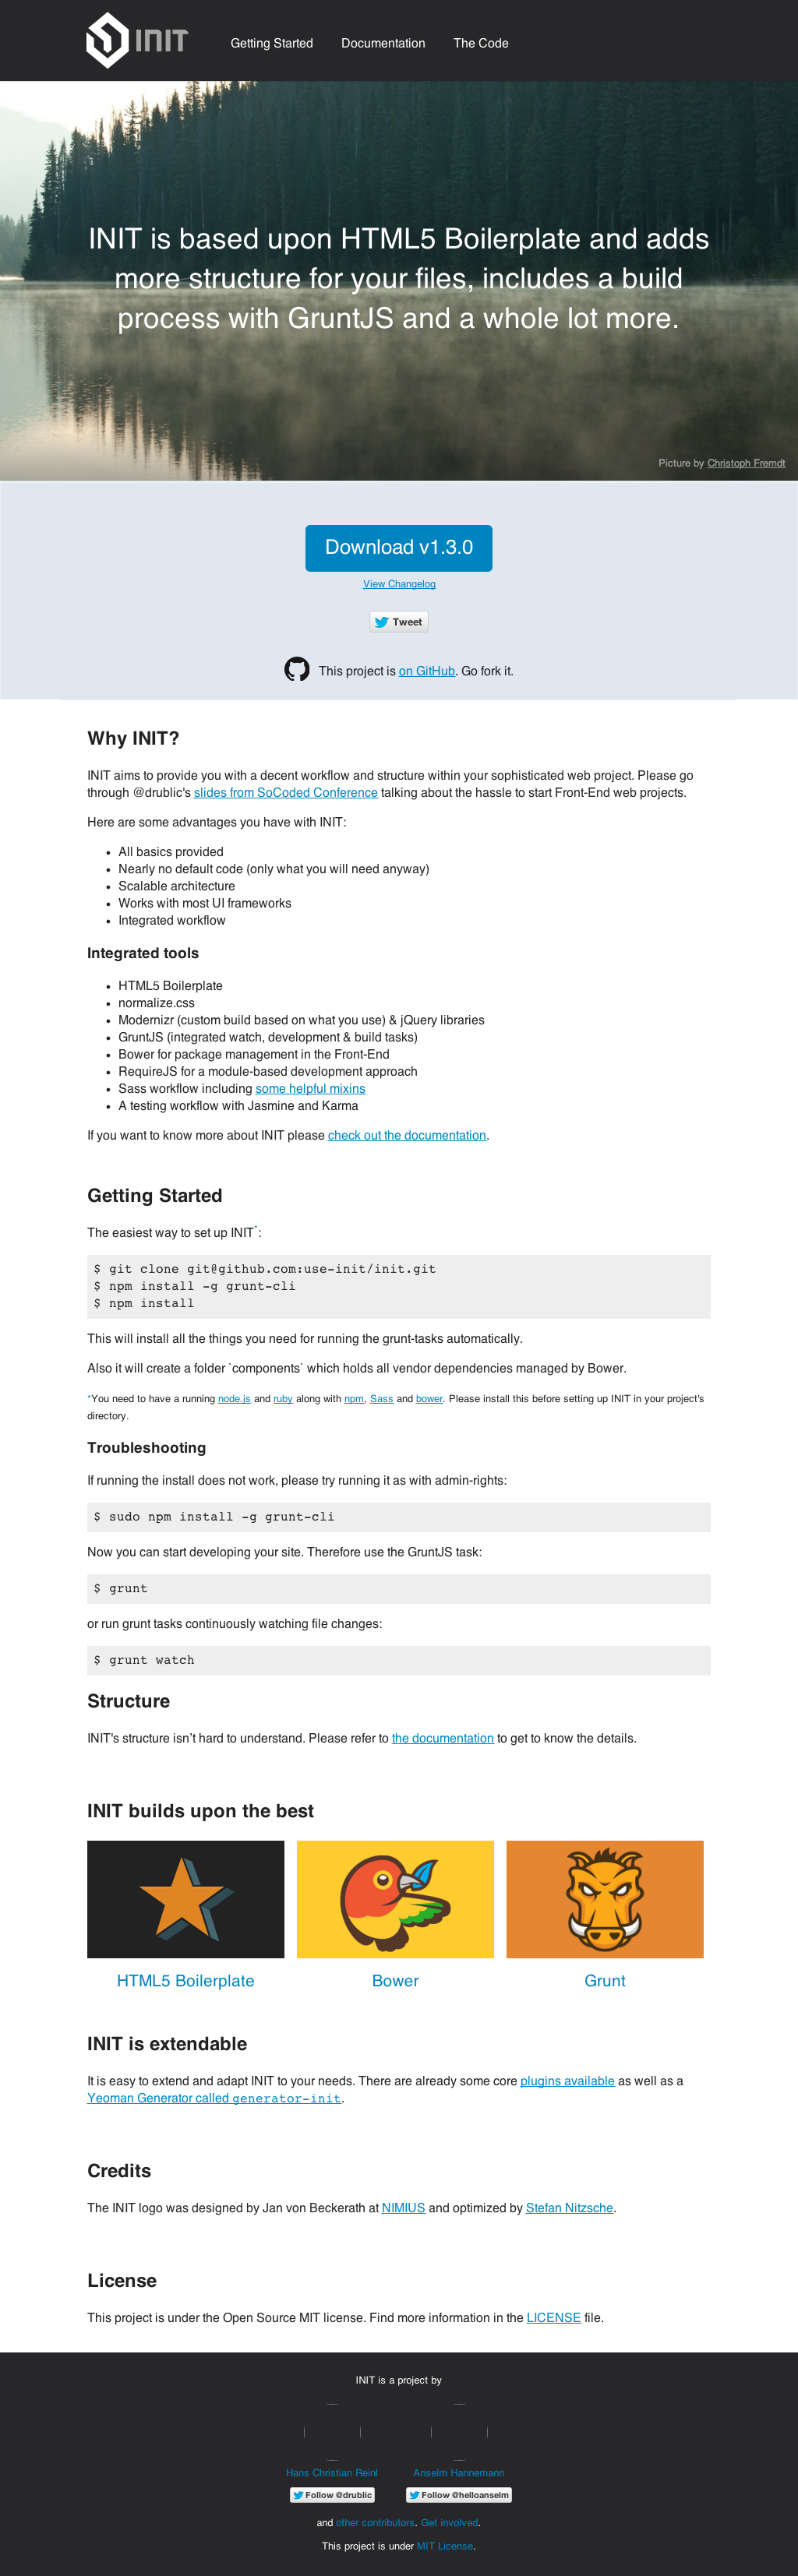 INIT
Getting Started
Documentation
The Code
INIT is based upon HTML5 Boilerplate and adds
more structure for your files, includes a build
process with GruntJS and a whole lot more.
Picture by Christoph Fremdt
Download v1.3.0
View Changelog
Tweet
This project is on GitHub. Go fork it.
Why INIT?
INIT aims to provide you with a decent workflow and structure within your sophisticated web project. Please go
through @drublic's slides from SoCoded Conference talking about the hassle to start Front-End web projects.
Here are some advantages you have with INIT:
• All basics provided
• Nearly no default code (only what you will need anyway)
• Scalable architecture
• Works with most UI frameworks
• Integrated workflow
Integrated tools
• HTML5 Boilerplate
• normalize.css
• Modernizr (custom build based on what you use) & jQuery libraries
• GruntJS (integrated watch, development & build tasks)
• Bower for package management in the Front-End
• RequireJS for a module-based development approach
• Sass workflow including some helpful mixins
• A testing workflow with Jasmine and Karma
If you want to know more about INIT please check out the documentation.
Getting Started
The easiest way to set up INIT*:
$ git clone git@github.com:use-init/init.git
$ npm install -g grunt-cli
$ npm install
This will install all the things you need for running the grunt-tasks automatically.
Also it will create a folder `components` which holds all vendor dependencies managed by Bower.
*You need to have a running node.js and ruby along with npm, Sass and bower. Please install this before setting up INIT in your project's
directory.
Troubleshooting
If running the install does not work, please try running it as with admin-rights:
$ sudo npm install -g grunt-cli
Now you can start developing your site. Therefore use the GruntJS task:
$ grunt
or run grunt tasks continuously watching file changes:
$ grunt watch
Structure
INIT's structure isn’t hard to understand. Please refer to the documentation to get to know the details.
INIT builds upon the best
HTML5 Boilerplate
Bower
Grunt
INIT is extendable
It is easy to extend and adapt INIT to your needs. There are already some core plugins available as well as a
Yeoman Generator called generator-init.
Credits
The INIT logo was designed by Jan von Beckerath at NIMIUS and optimized by Stefan Nitzsche.
License
This project is under the Open Source MIT license. Find more information in the LICENSE file.
INIT is a project by
Hans Christian Reinl
Anselm Hannemann
Follow @drublic
Follow @helloanselm
and other contributors. Get involved.
This project is under MIT License.